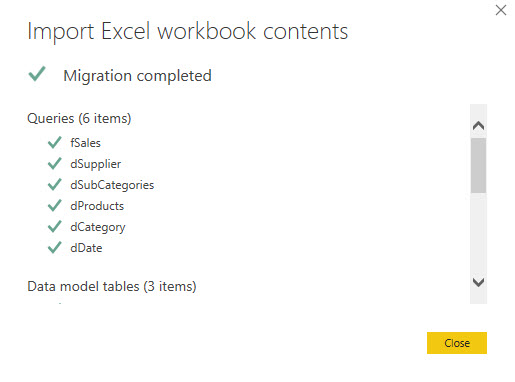 Import Excel workbook contents
Migration completed
Queries (6 items)
fSales
dSupplier
dSubCategories
dProducts
dCategory
dDate
Data model tables (3 items)
Close